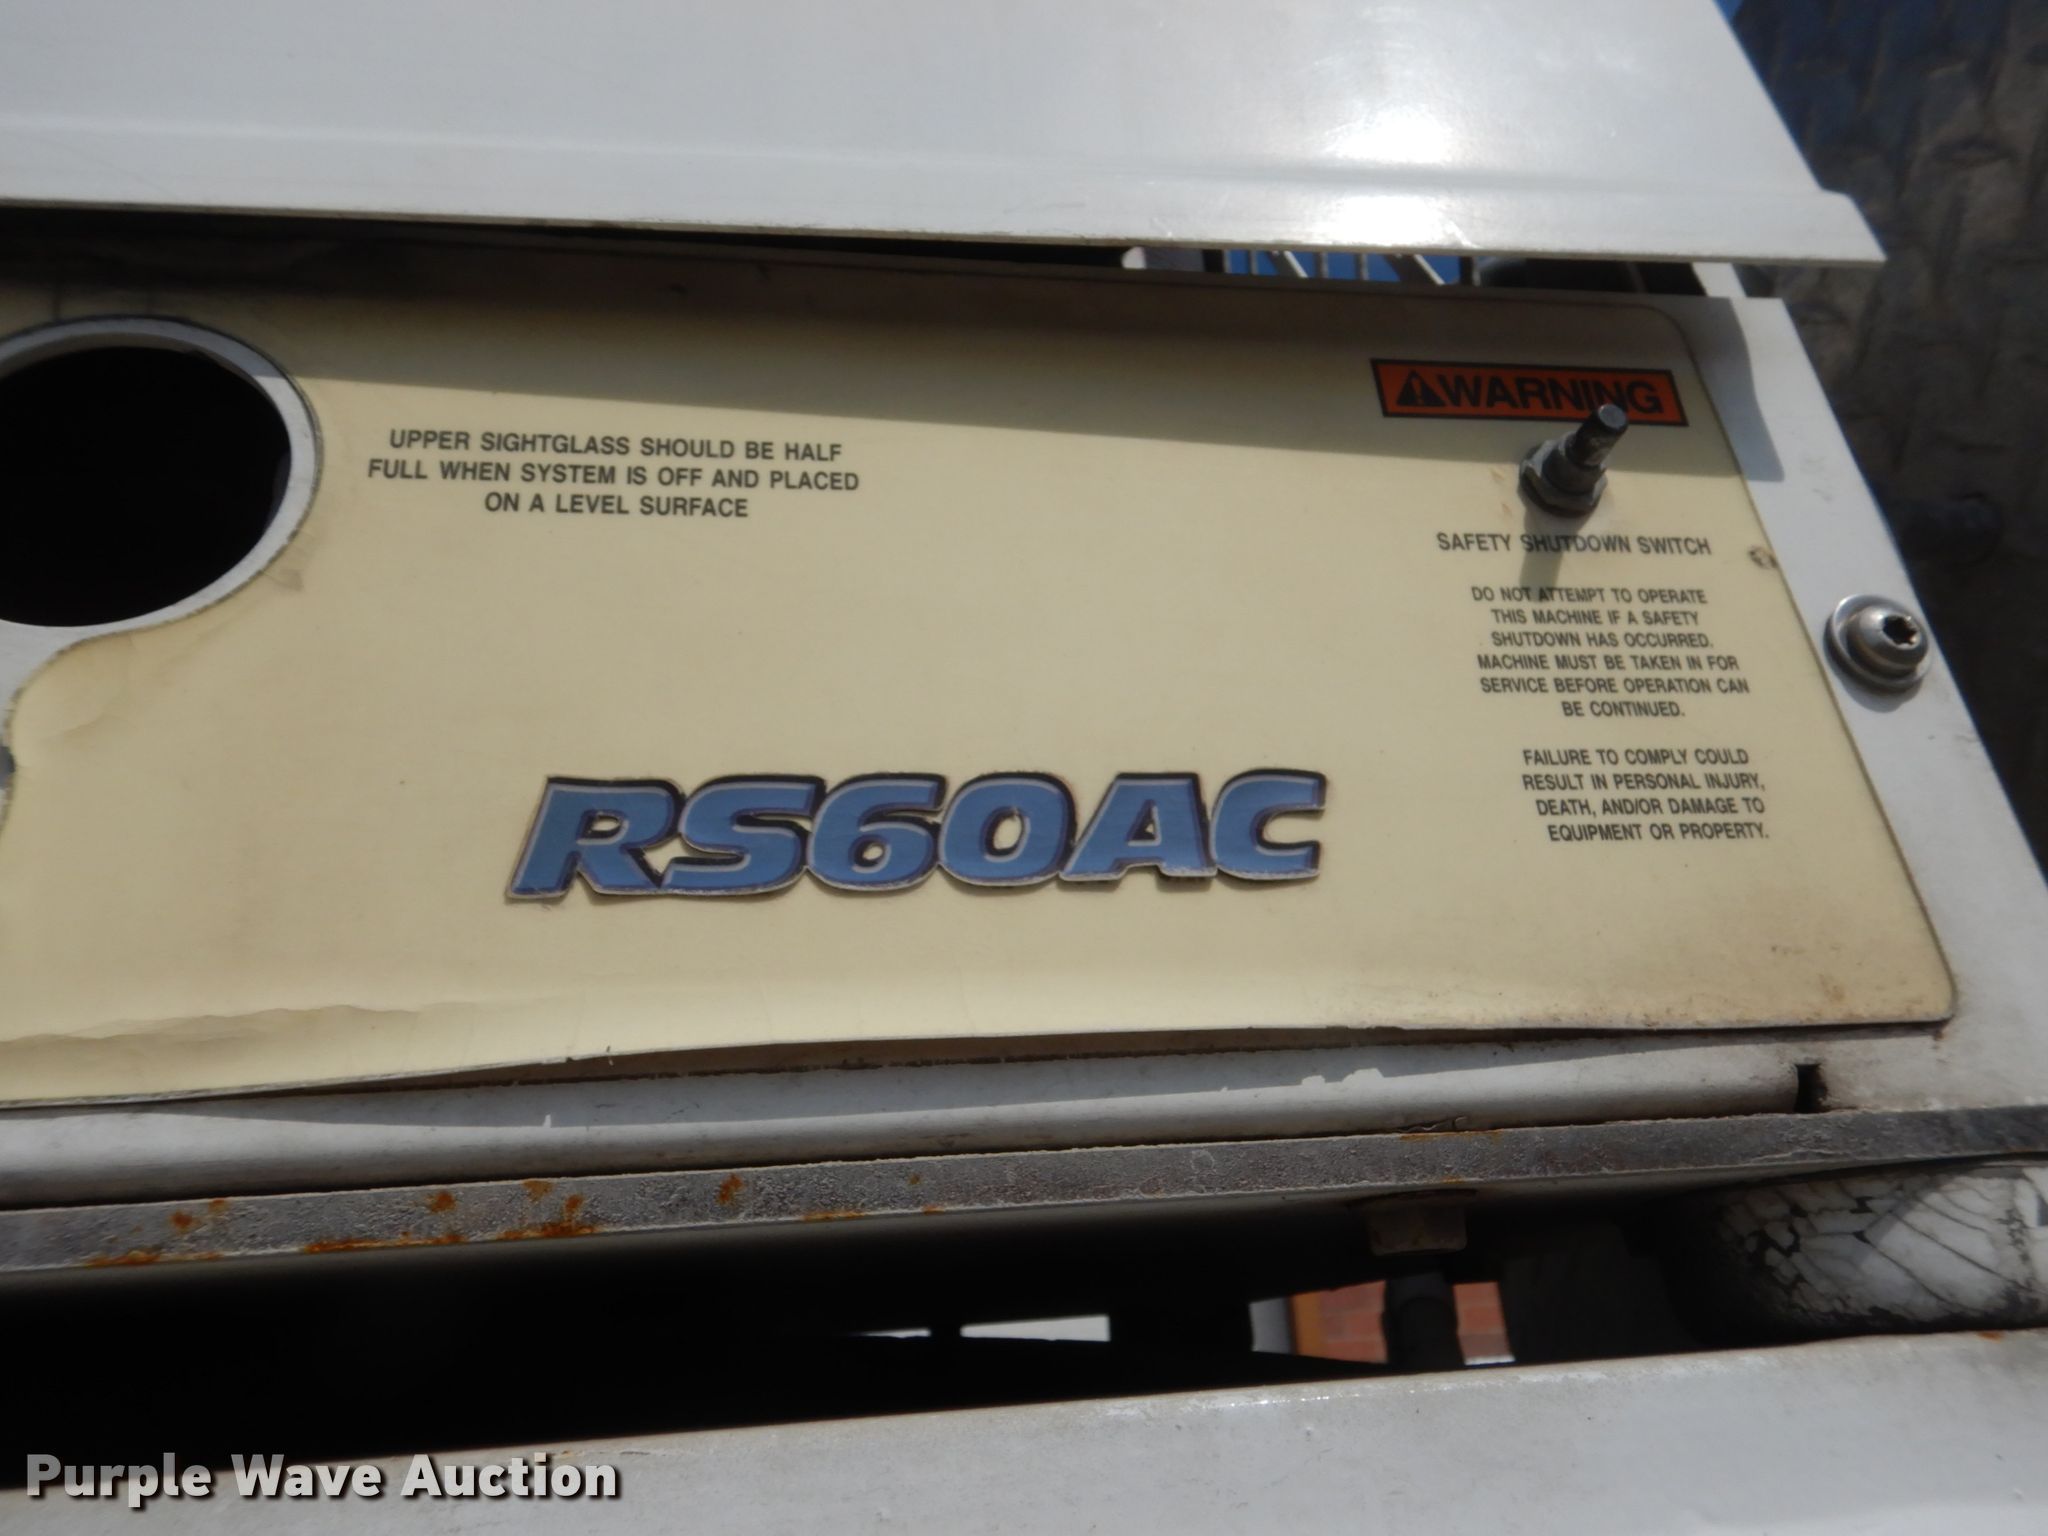 WARNING
UPPER SIGHTGLASS SHOULD BE HALF
FULL WHEN SYSTEM IS OFF AND PLACED
ON A LEVEL SURFACE
SAFETY SHUTDOWN SWITCH
DO NOT ATTEMPT TO OPERATE
THIS MACHINE IF A SAFETY
SHUTDOWN HAS OCCURRED.
MACHINE MUST BE TAKEN IN FOR
SERVICE BEFORE OPERATION CAN
BE CONTINUED.
FAILURE TO COMPLY COULD
RESULT IN PERSONAL INJURY,
DEATH, AND/OR DAMAGE TO
EQUIPMENT OR PROPERTY.
RS60AC
Purple Wave Auction